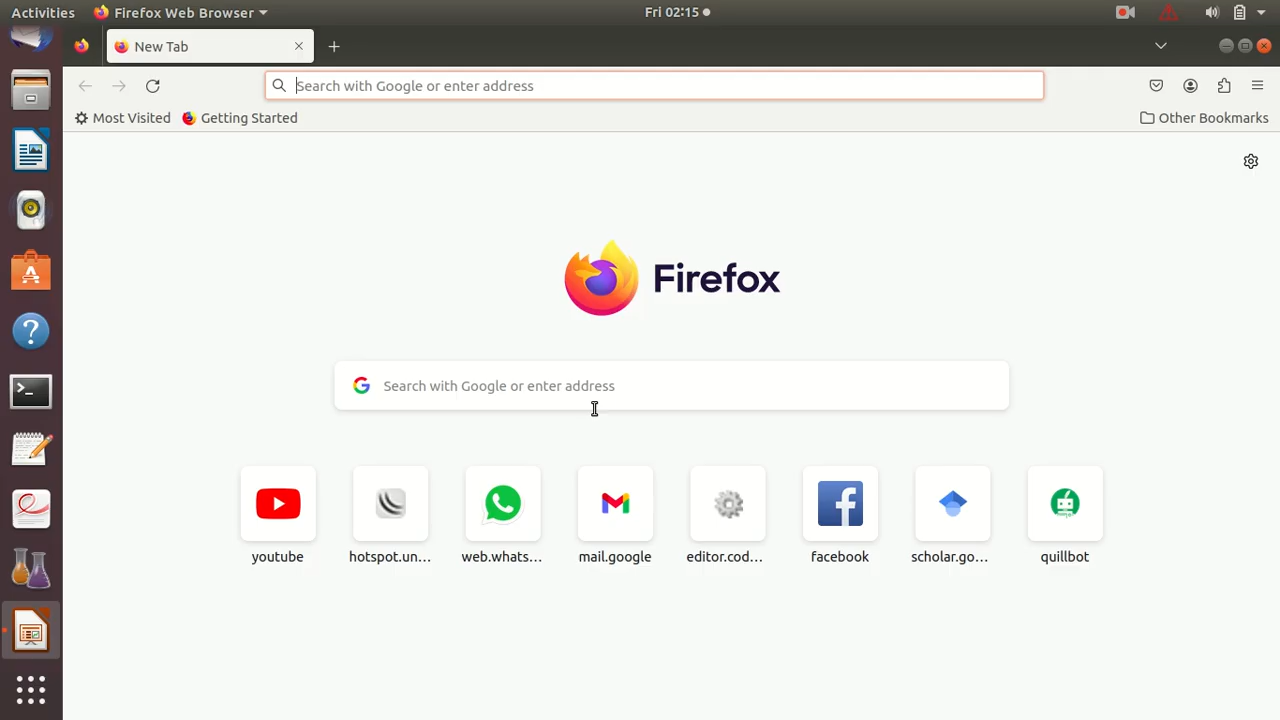 Activities Firefox Web Browser Fri 02:15
New Tab
Search with Google or enter address
Most Visited Getting Started Other Bookmarks
Firefox
Search with Google or enter address
youtube hotspot.un... web.whats... mail.google editor.cod... facebook scholar.go... quillbot